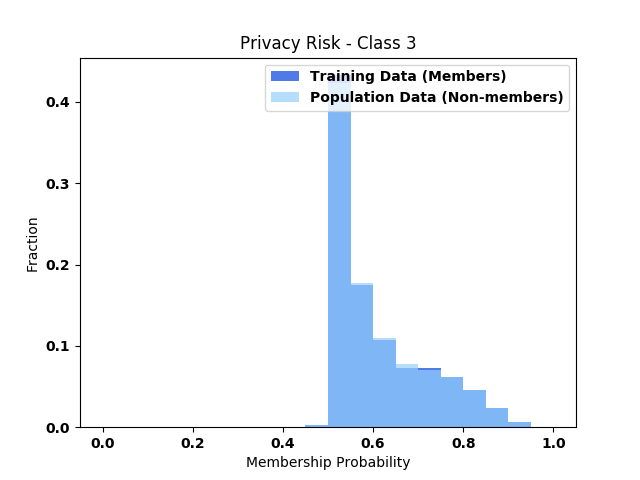 Privacy Risk - Class 3
Training Data (Members)
Population Data (Non-members)
Fraction
0.4
0.3
0.2
0.1
0.0
0.0 0.2 0.4 0.6 0.8 1.0
Membership Probability